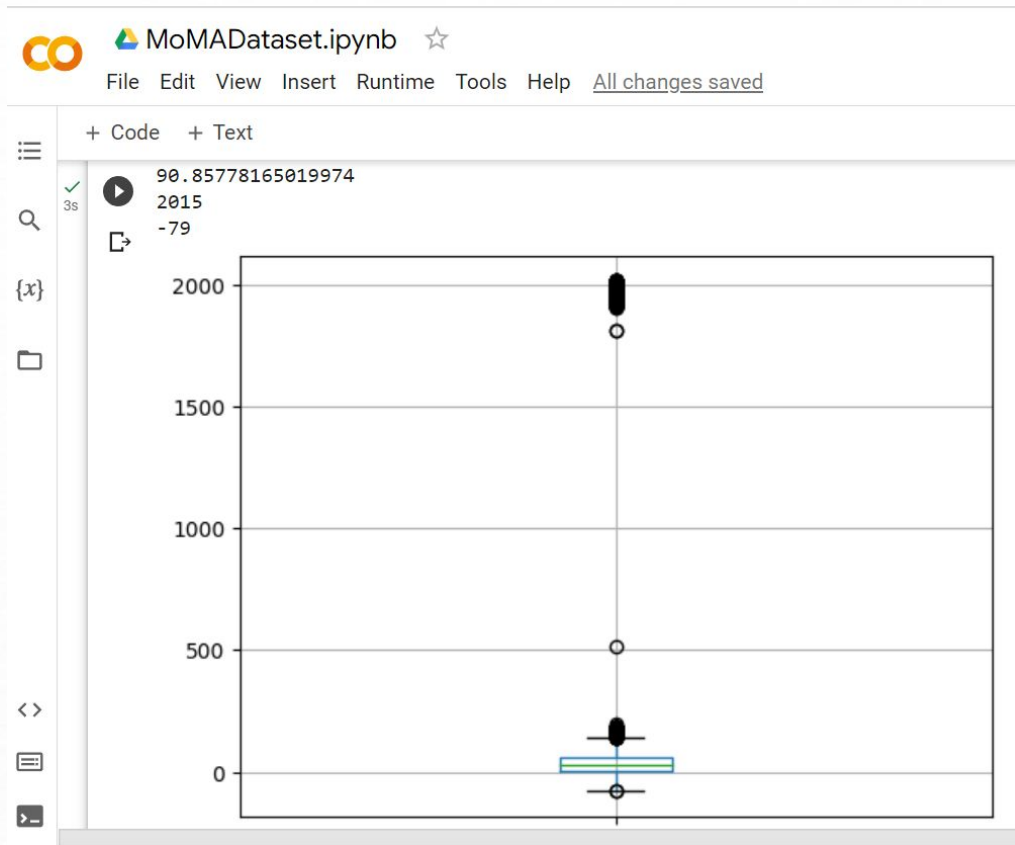 MoMADataset.ipynb
File Edit View Insert Runtime Tools Help All changes saved
+ Code + Text
90.85778165019974
3s
2015
-79
{x}
2000
1500
1000
500
0